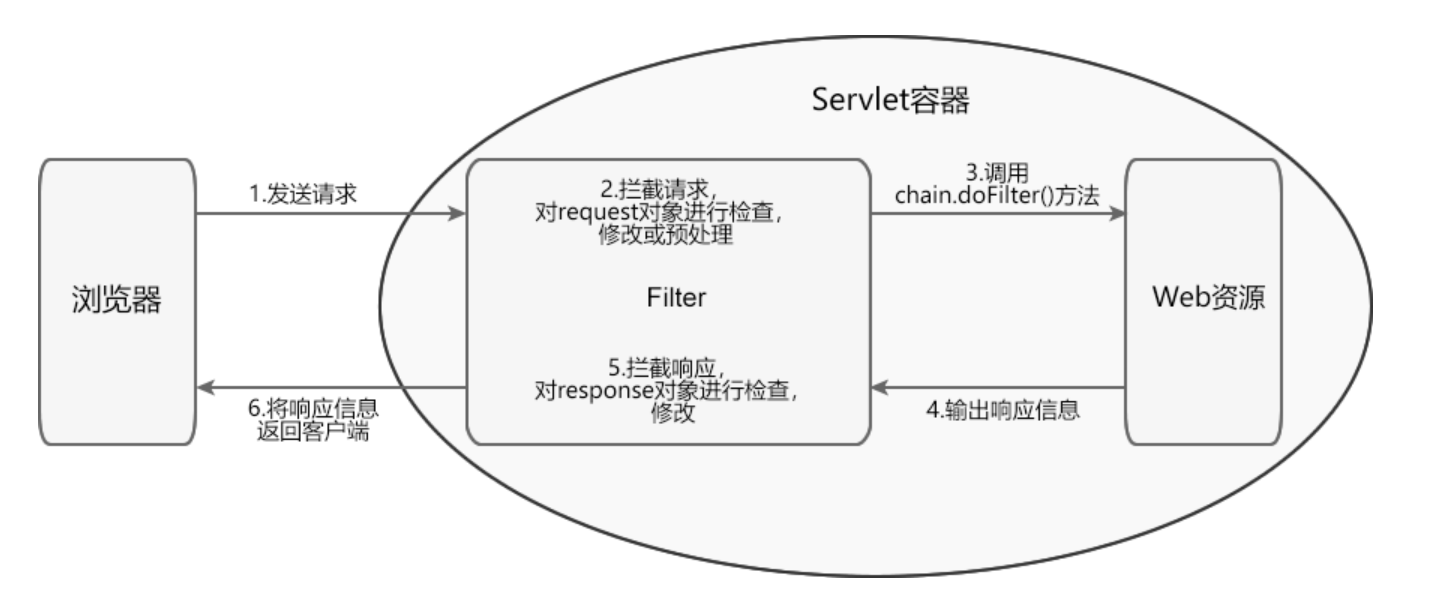 Servlet容器
1.发送请求
2.拦截请求,
对request对象进行检查,
修改或预处理
3.调用
chain.doFilter()方法
浏览器
Filter
Web资源
5.拦截响应,
对response对象进行检查,
修改
6.将响应信息
返回客户端
4.输出响应信息